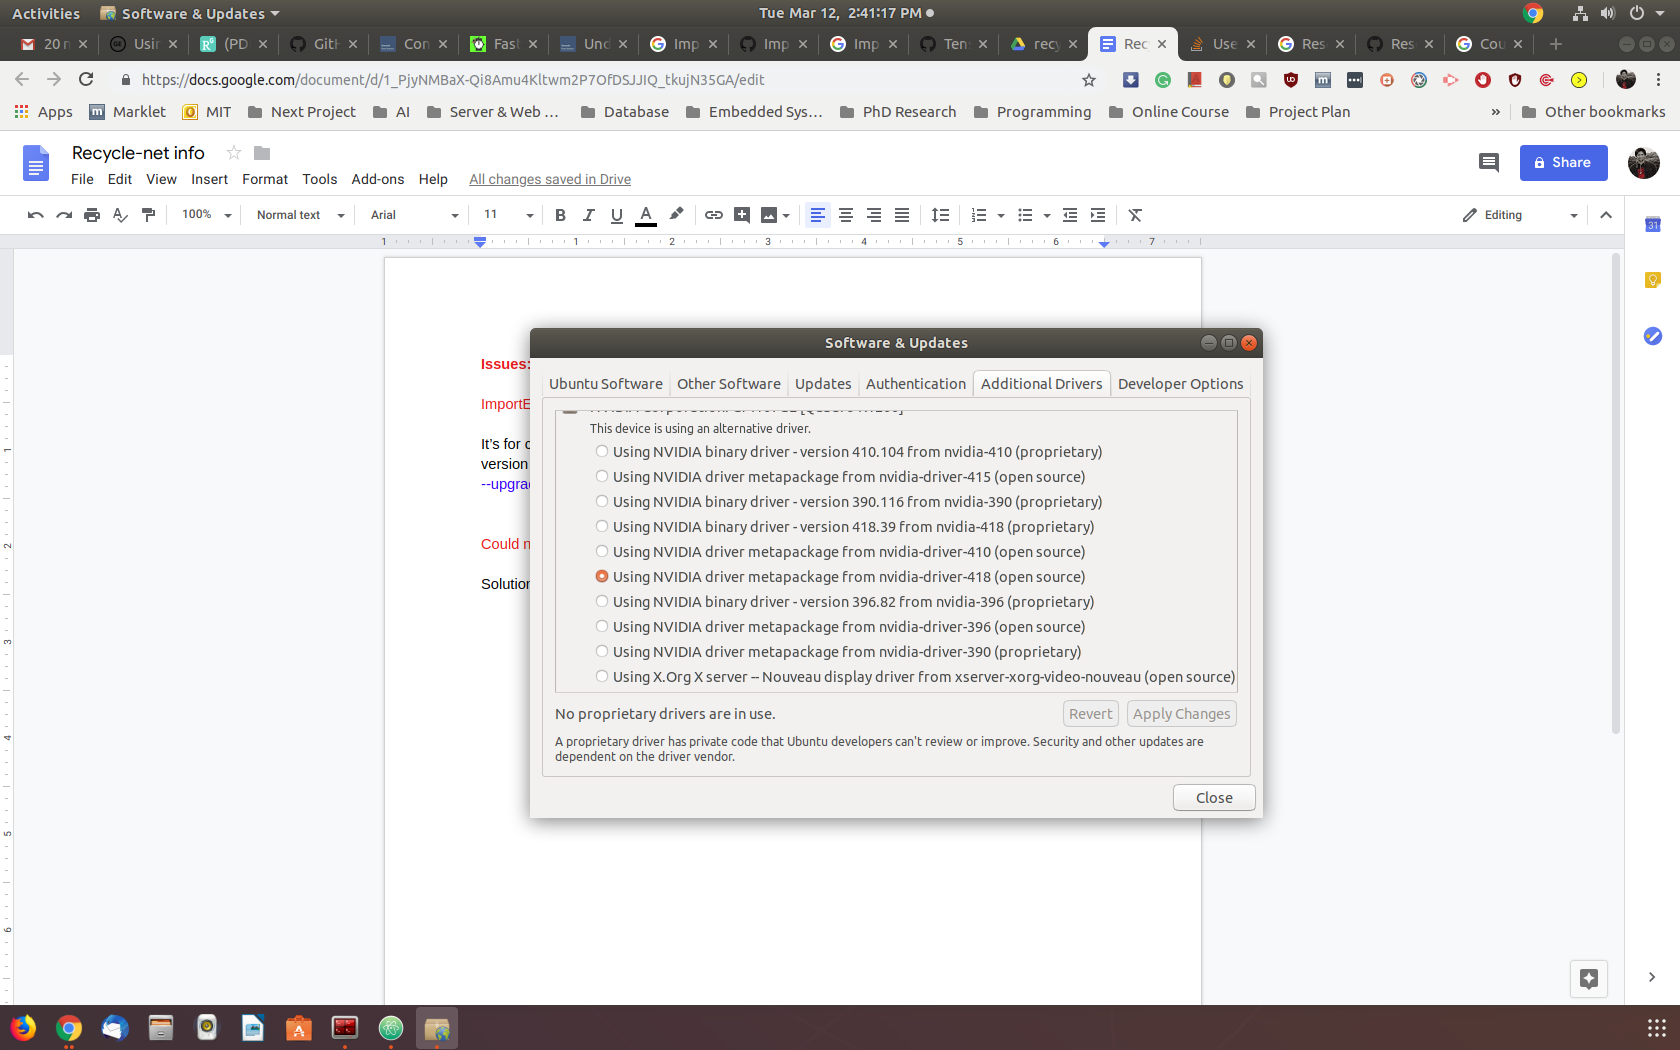 Activities Software & Updates Tue Mar 12, 2:41:17 PM
20 n Usin (PD Gith Con Fast Und Imp Imp Imp Ten recy Rec Use Res Res Cou
https://docs.google.com/document/d/1_PjyNMBaX-Qi8Amu4Kltwm2P7OfDSJJIQ_tkujN35GA/edit
Apps Marklet MIT Next Project AI Server & Web ... Database Embedded Sys... PhD Research Programming Online Course Project Plan » Other bookmarks
Recycle-net info
Share
File Edit View Insert Format Tools Add-ons Help All changes saved in Drive
100% Normal text Arial 11 B I U A Editing
1 1 2 3 4 5 6 7
Software & Updates
Issues:
Ubuntu Software Other Software Updates Authentication Additional Drivers Developer Options
ImportE
This device is using an alternative driver.
It's for c
Using NVIDIA binary driver - version 410.104 from nvidia-410 (proprietary)
version
Using NVIDIA driver metapackage from nvidia-driver-415 (open source)
--upgrad
Using NVIDIA binary driver - version 390.116 from nvidia-390 (proprietary)
Using NVIDIA binary driver - version 418.39 from nvidia-418 (proprietary)
Could n
Using NVIDIA driver metapackage from nvidia-driver-410 (open source)
Solution
Using NVIDIA driver metapackage from nvidia-driver-418 (open source)
Using NVIDIA binary driver - version 396.82 from nvidia-396 (proprietary)
Using NVIDIA driver metapackage from nvidia-driver-396 (open source)
Using NVIDIA driver metapackage from nvidia-driver-390 (proprietary)
Using X.Org X server -- Nouveau display driver from xserver-xorg-video-nouveau (open source)
No proprietary drivers are in use.
Revert Apply Changes
A proprietary driver has private code that Ubuntu developers can't review or improve. Security and other updates are
dependent on the driver vendor.
Close